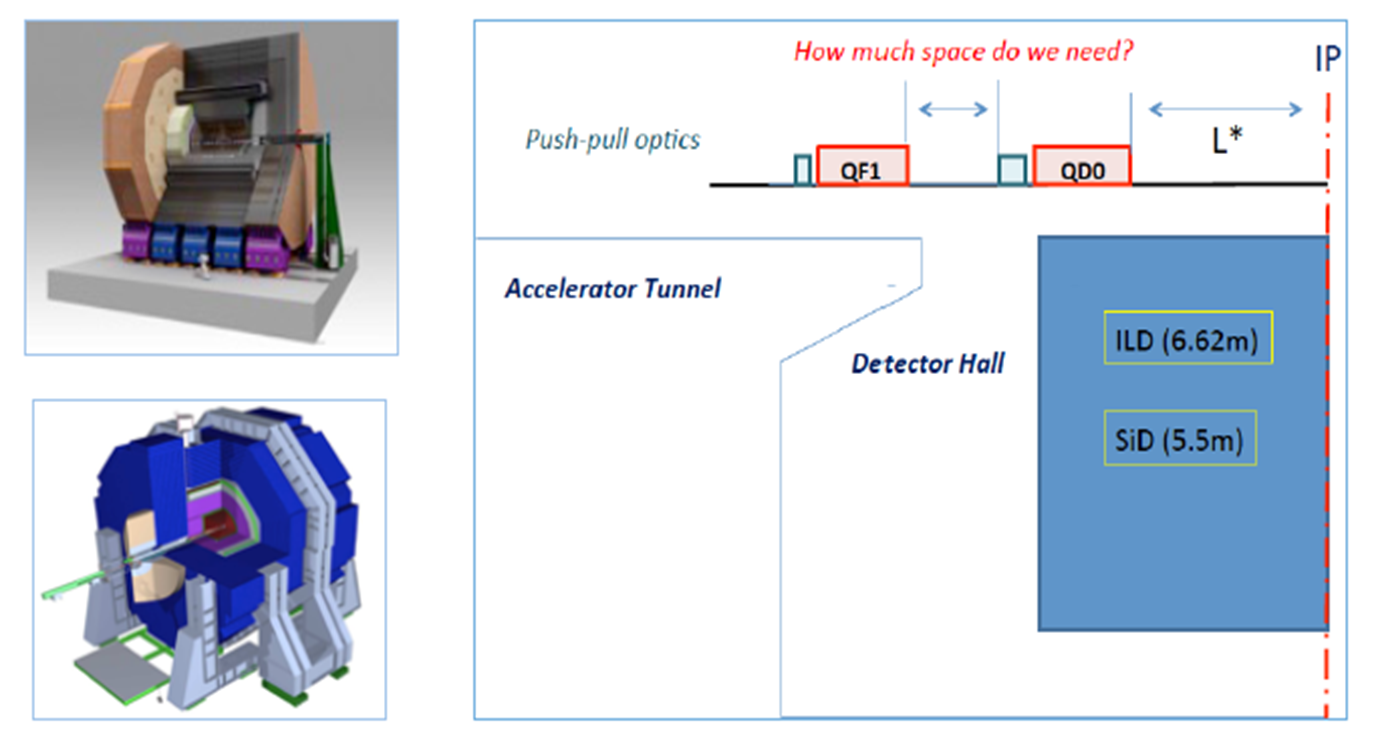 How much space do we need?
IP
Push-pull optics
L*
QF1
QD0
Accelerator Tunnel
ILD (6.62m)
Detector Hall
SiD (5.5m)